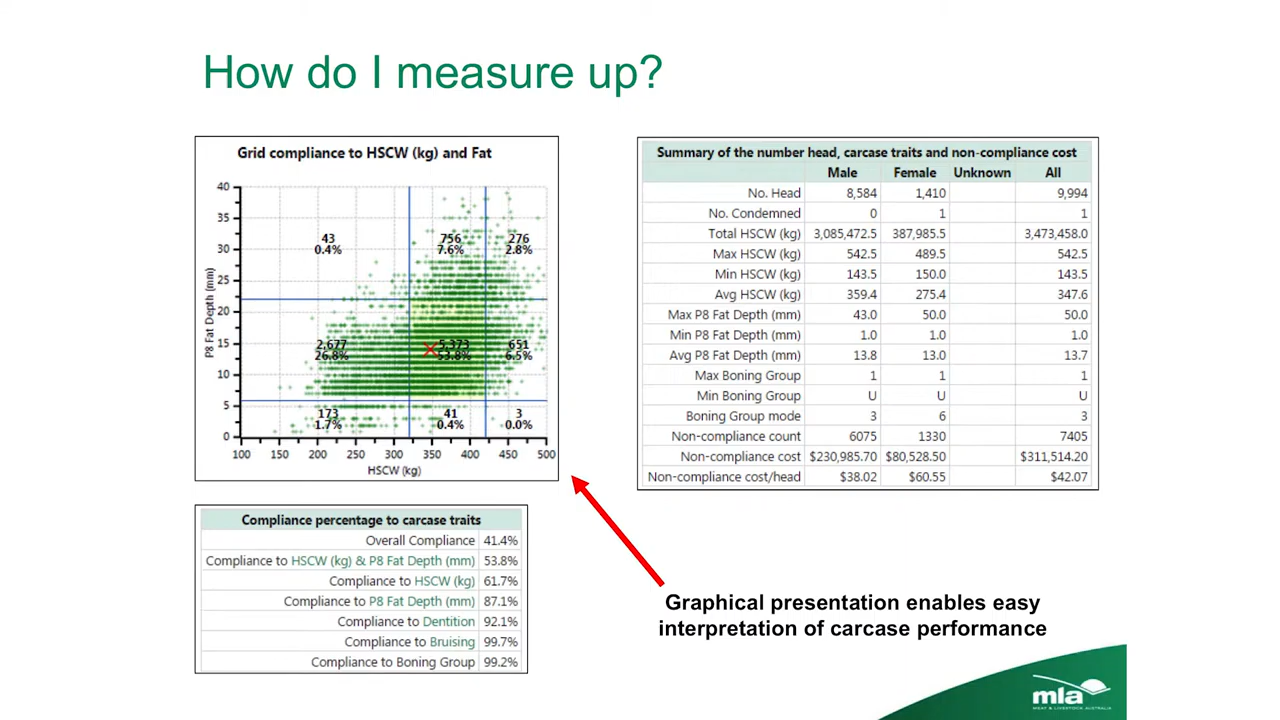 How do I measure up?
Grid compliance to HSCW (kg) and Fat
P8 Fat Depth (mm)
40
35
30
25
20
15
10
5
0
43
0.4%
756
7.6%
276
2.8%
2,677
26.8%
5,373
53.8%
651
6.5%
173
1.7%
41
0.4%
3
0.0%
100 150 200 250 300 350 400 450 500
HSCW (kg)
Summary of the number head, carcase traits and non-compliance cost
Male Female Unknown All
No. Head 8,584 1,410 9,994
No. Condemned 0 1 1
Total HSCW (kg) 3,085,472.5 387,985.5 3,473,458.0
Max HSCW (kg) 542.5 489.5 542.5
Min HSCW (kg) 143.5 150.0 143.5
Avg HSCW (kg) 359.4 275.4 347.6
Max P8 Fat Depth (mm) 43.0 50.0 50.0
Min P8 Fat Depth (mm) 1.0 1.0 1.0
Avg P8 Fat Depth (mm) 13.8 13.0 13.7
Max Boning Group 1 1 1
Min Boning Group U U U
Boning Group mode 3 6 3
Non-compliance count 6075 1330 7405
Non-compliance cost $230,985.70 $80,528.50 $311,514.20
Non-compliance cost/head $38.02 $60.55 $42.07
Compliance percentage to carcase traits
Overall Compliance 41.4%
Compliance to HSCW (kg) & P8 Fat Depth (mm) 53.8%
Compliance to HSCW (kg) 61.7%
Compliance to P8 Fat Depth (mm) 87.1%
Compliance to Dentition 92.1%
Compliance to Bruising 99.7%
Compliance to Boning Group 99.2%
Graphical presentation enables easy
interpretation of carcase performance
mla
MEAT & LIVESTOCK AUSTRALIA